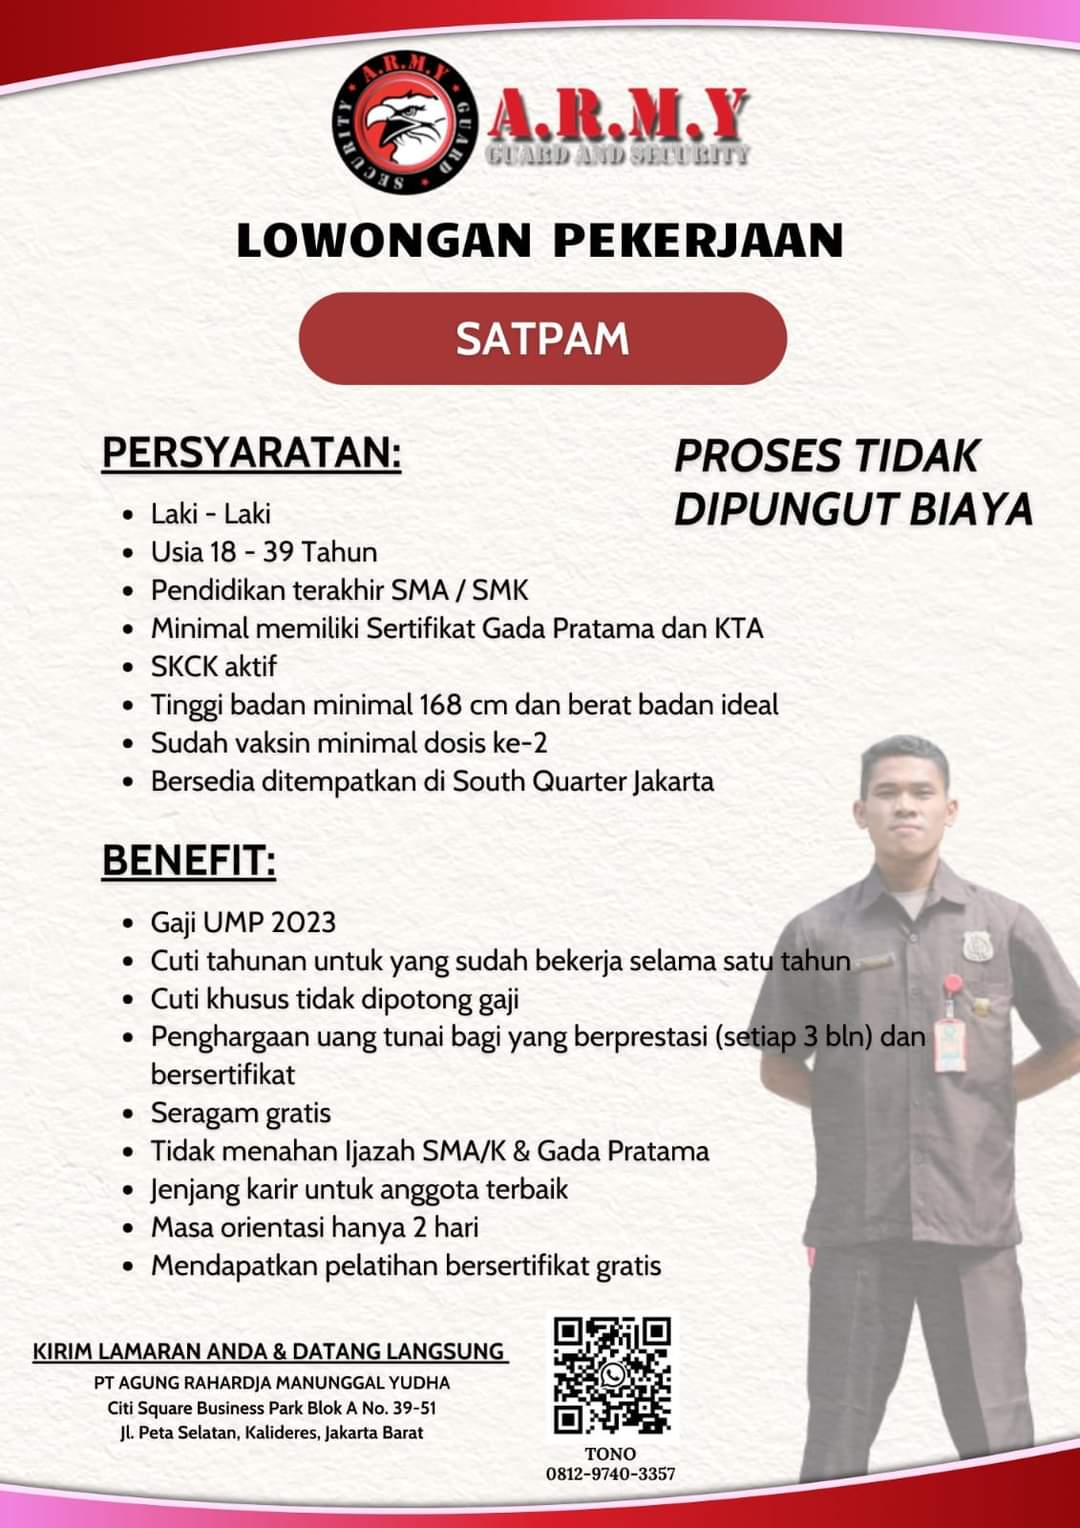 A.R.M.Y
GUARD
SECURITY
A.R.M.Y
GUARD AND SECURITY
LOWONGAN PEKERJAAN
SATPAM
PERSYARATAN:
PROSES TIDAK
DIPUNGUT BIAYA
• Laki - Laki
• Usia 18 - 39 Tahun
• Pendidikan terakhir SMA / SMK
• Minimal memiliki Sertifikat Gada Pratama dan KTA
• SKCK aktif
• Tinggi badan minimal 168 cm dan berat badan ideal
• Sudah vaksin minimal dosis ke-2
• Bersedia ditempatkan di South Quarter Jakarta
BENEFIT:
• Gaji UMP 2023
• Cuti tahunan untuk yang sudah bekerja selama satu tahun
• Cuti khusus tidak dipotong gaji
• Penghargaan uang tunai bagi yang berprestasi (setiap 3 bln) dan
bersertifikat
• Seragam gratis
• Tidak menahan Ijazah SMA/K & Gada Pratama
• Jenjang karir untuk anggota terbaik
• Masa orientasi hanya 2 hari
• Mendapatkan pelatihan bersertifikat gratis
KIRIM LAMARAN ANDA & DATANG LANGSUNG
PT AGUNG RAHARDJA MANUNGGAL YUDHA
Citi Square Business Park Blok A No. 39-51
Jl. Peta Selatan, Kalideres, Jakarta Barat
TONO
0812-9740-3357